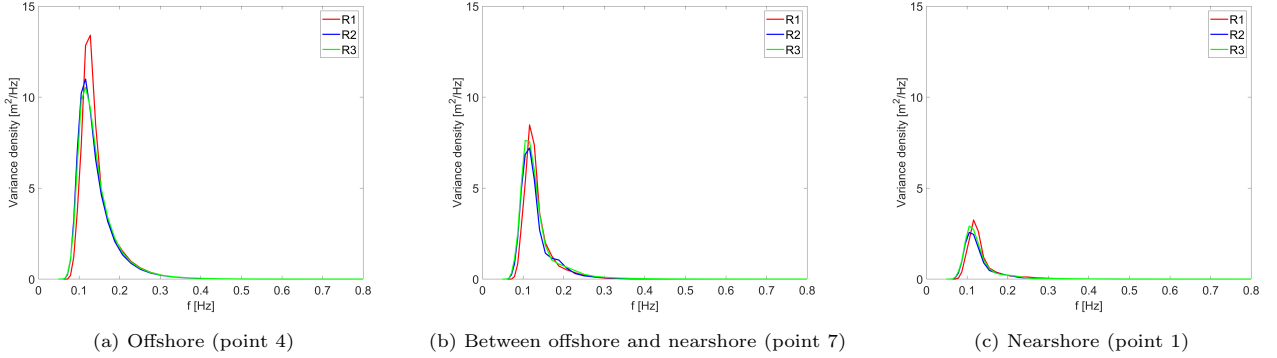 15
10
5
0
Variance density [m²/Hz]
0 0.1 0.2 0.3 0.4 0.5 0.6 0.7 0.8
f [Hz]
R1
R2
R3
(a) Offshore (point 4)
15
10
5
0
Variance density [m²/Hz]
0 0.1 0.2 0.3 0.4 0.5 0.6 0.7 0.8
f [Hz]
R1
R2
R3
(b) Between offshore and nearshore (point 7)
15
10
5
0
Variance density [m²/Hz]
0 0.1 0.2 0.3 0.4 0.5 0.6 0.7 0.8
f [Hz]
R1
R2
R3
(c) Nearshore (point 1)